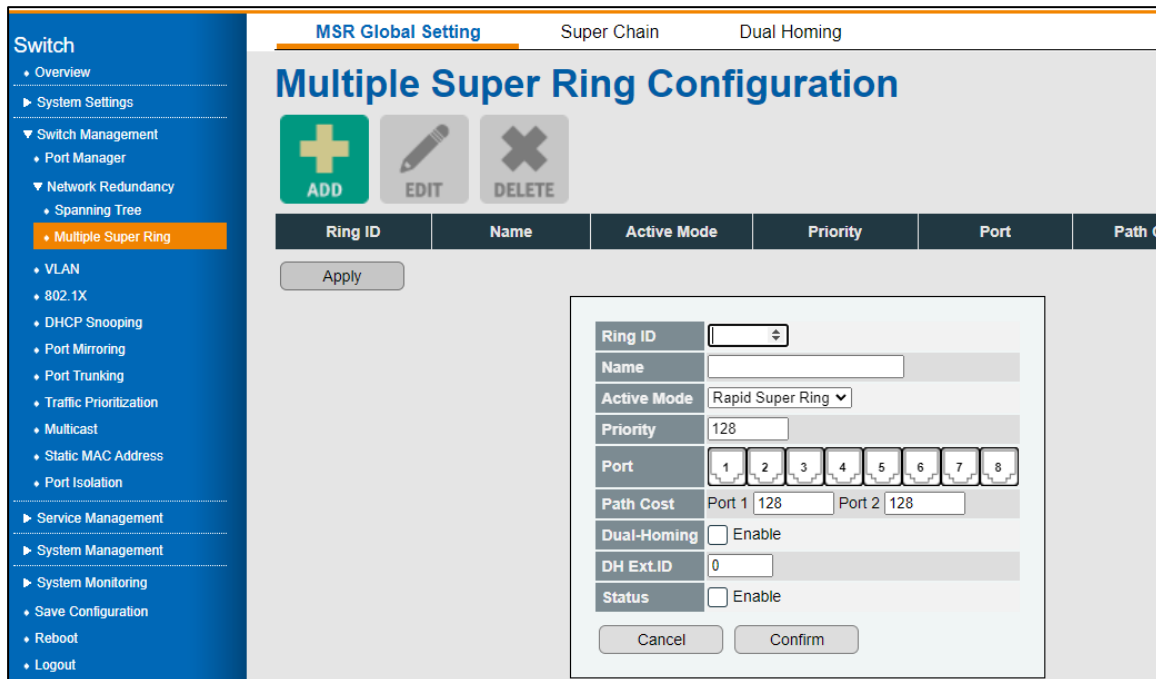 MSR Global Setting Super Chain Dual Homing
Switch
Overview
System Settings
Switch Management
Port Manager
Network Redundancy
Spanning Tree
Multiple Super Ring
VLAN
802.1X
DHCP Snooping
Port Mirroring
Port Trunking
Traffic Prioritization
Multicast
Static MAC Address
Port Isolation
Service Management
System Management
System Monitoring
Save Configuration
Reboot
Logout
Multiple Super Ring Configuration
ADD EDIT DELETE
Ring ID Name Active Mode Priority Port Path
Apply
Ring ID
Name
Active Mode Rapid Super Ring
Priority 128
Port 1 2 3 4 5 6 7 8
Path Cost Port 1 128 Port 2 128
Dual-Homing Enable
DH Ext.ID 0
Status Enable
Cancel Confirm